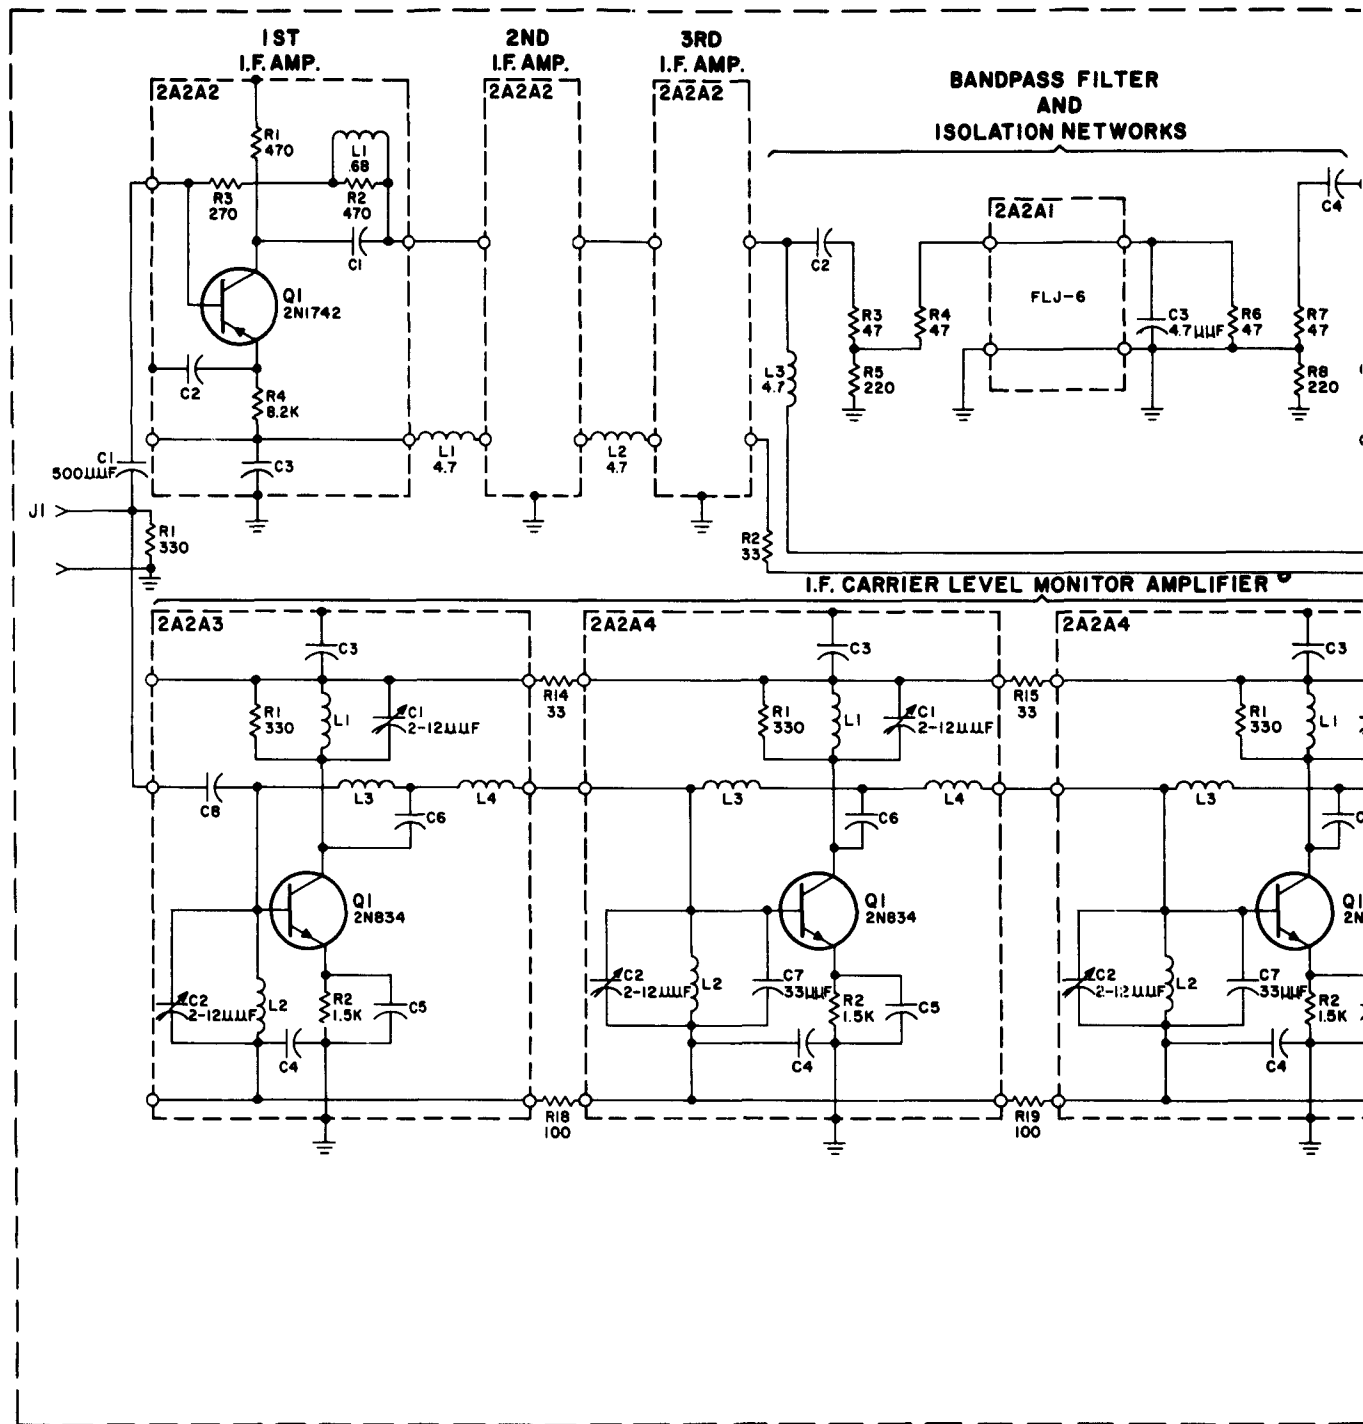 1ST
I.F. AMP.
2ND
I.F. AMP.
3RD
I.F. AMP.
BANDPASS FILTER
AND
ISOLATION NETWORKS
2A2A2
2A2A2
2A2A2
R1
470
L1
.68
R3
270
R2
470
C1
Q1
2N1742
C2
R4
8.2K
C3
C1
500µµF
J1
R1
330
L1
4.7
L2
4.7
R2
33
L3
4.7
C2
R3
47
R4
47
R5
220
2A2A1
FLJ-6
C3
4.7µµF
R6
47
R7
47
R8
220
C4
I.F. CARRIER LEVEL MONITOR AMPLIFIER
2A2A3
C3
R1
330
L1
C1
2-12µµF
R14
33
C8
L3
L4
C6
Q1
2N834
C2
2-12µµF
L2
R2
1.5K
C5
C4
R18
100
2A2A4
C3
R1
330
L1
C1
2-12µµF
R15
33
L3
L4
C6
Q1
2N834
C2
2-12µµF
L2
C7
33µµF
R2
1.5K
C5
C4
R19
100
2A2A4
C3
R1
330
L1
L3
Q1
2N
C2
2-12µµF
L2
C7
33µµF
R2
1.5K
C4